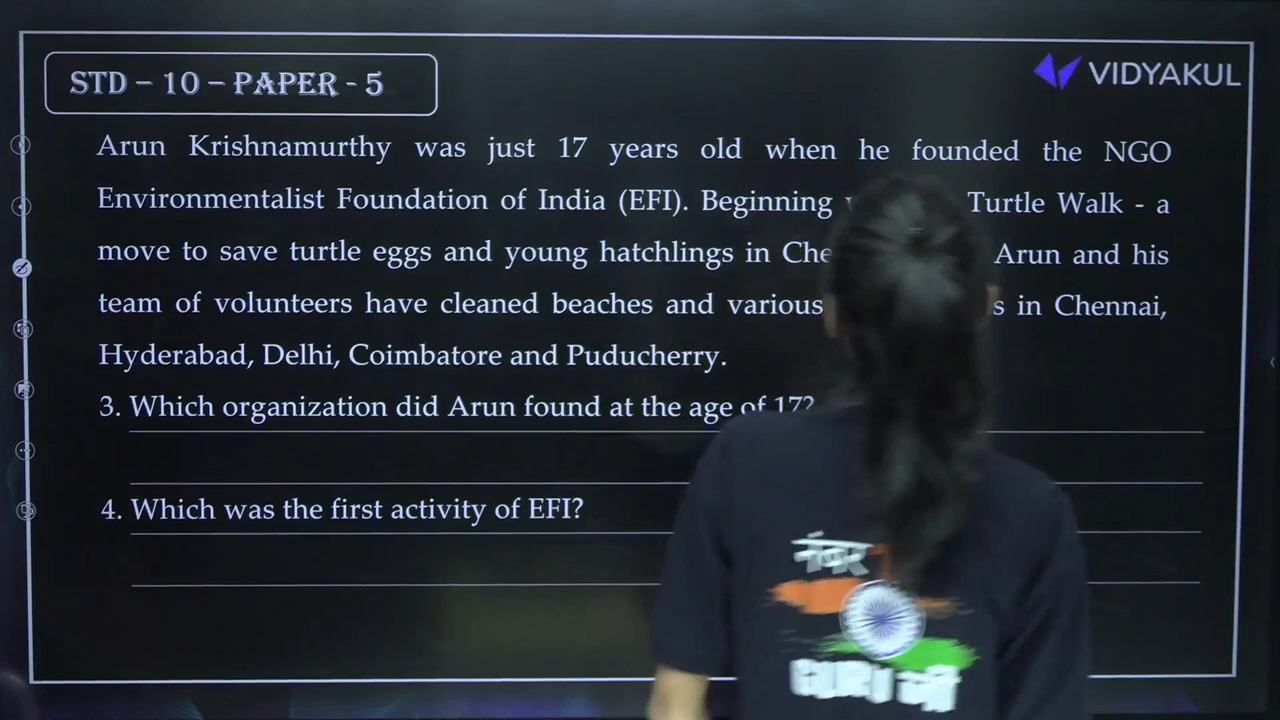 STD – 10 – PAPER - 5
VIDYAKUL
Arun Krishnamurthy was just 17 years old when he founded the NGO
Environmentalist Foundation of India (EFI). Beginning Turtle Walk - a
move to save turtle eggs and young hatchlings in Arun and his
team of volunteers have cleaned beaches and various in Chennai,
Hyderabad, Delhi, Coimbatore and Puducherry.
3. Which organization did Arun found at the age of 17?
4. Which was the first activity of EFI?
नंबर
GURU जी